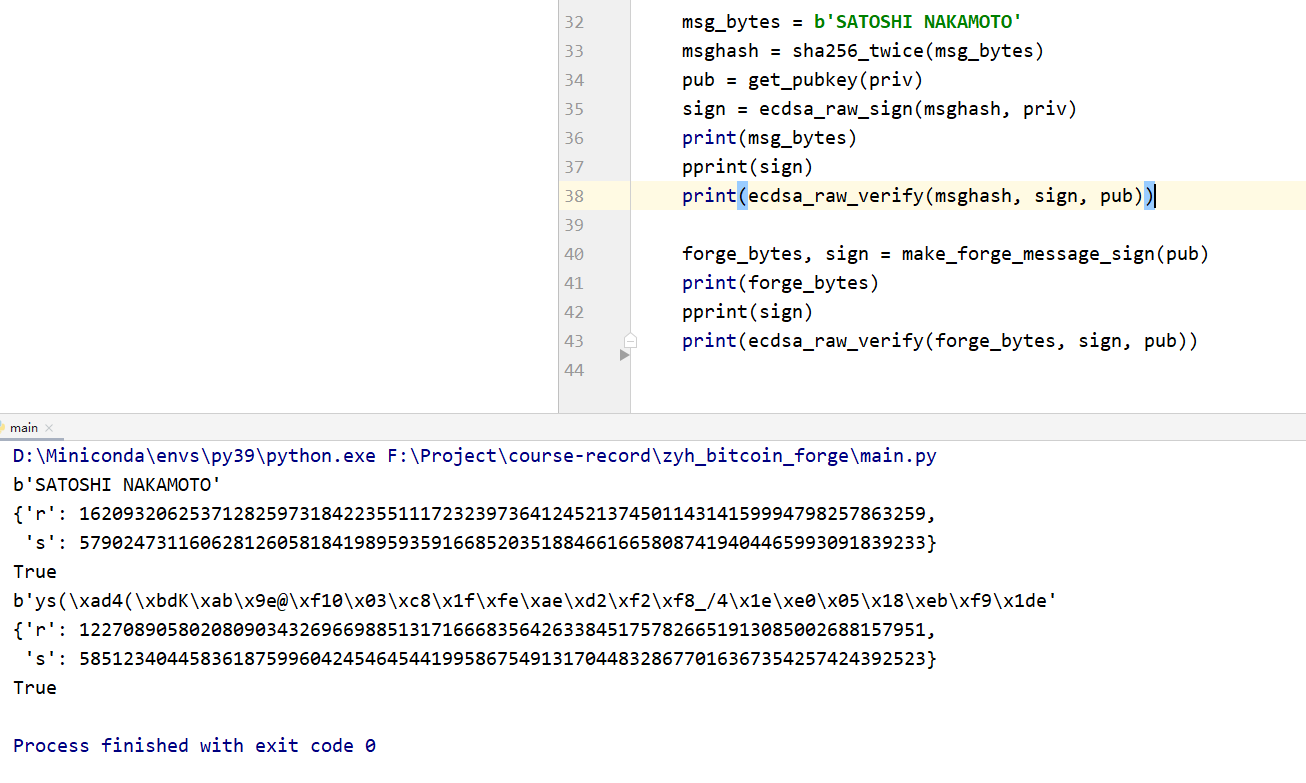 32 msg_bytes = b'SATOSHI NAKAMOTO'
33 msghash = sha256_twice(msg_bytes)
34 pub = get_pubkey(priv)
35 sign = ecdsa_raw_sign(msghash, priv)
36 print(msg_bytes)
37 pprint(sign)
38 print(ecdsa_raw_verify(msghash, sign, pub))
39
40 forge_bytes, sign = make_forge_message_sign(pub)
41 print(forge_bytes)
42 pprint(sign)
43 print(ecdsa_raw_verify(forge_bytes, sign, pub))
44
main ×
D:\Miniconda\envs\py39\python.exe F:\Project\course-record\zyh_bitcoin_forge\main.py
b'SATOSHI NAKAMOTO'
{'r': 16209320625371282597318422355111723239736412452137450114314159994798257863259,
 's': 57902473116062812605818419895935916685203518846616658087419404465993091839233}
True
b'ys(\xad4(\xbdK\xab\x9e@\xf10\x03\xc8\x1f\xfe\xae\xd2\xf2\xf8_/4\x1e\xe0\x05\x18\xeb\xf9\x1de'
{'r': 12270890580208090343269669885131716668356426338451757826651913085002688157951,
 's': 58512340445836187599604245464544199586754913170448328677016367354257424392523}
True
Process finished with exit code 0